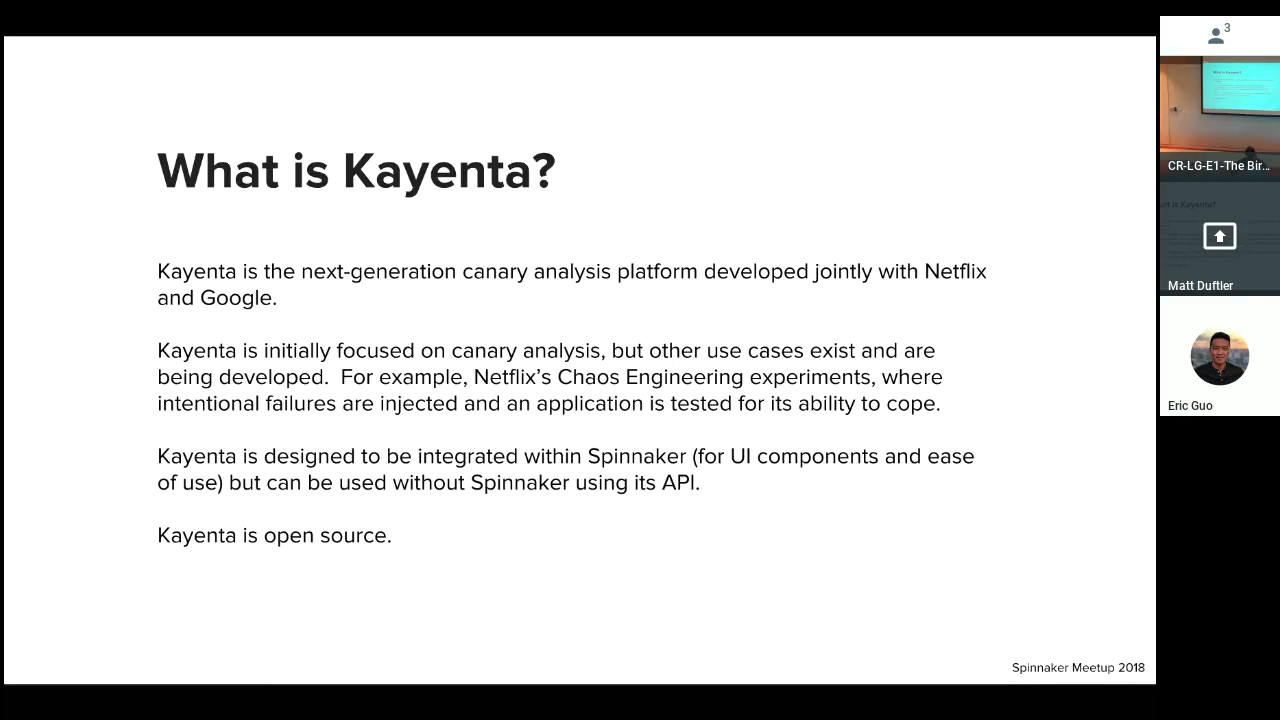 What is Kayenta?
Kayenta is the next-generation canary analysis platform developed jointly with Netflix
and Google.
Kayenta is initially focused on canary analysis, but other use cases exist and are
being developed.  For example, Netflix’s Chaos Engineering experiments, where
intentional failures are injected and an application is tested for its ability to cope.
Kayenta is designed to be integrated within Spinnaker (for UI components and ease
of use) but can be used without Spinnaker using its API.
Kayenta is open source.
Spinnaker Meetup 2018
3
What is Kayenta?
CR-LG-E1-The Bir...
is Kayenta?
Matt Duftler
Eric Guo